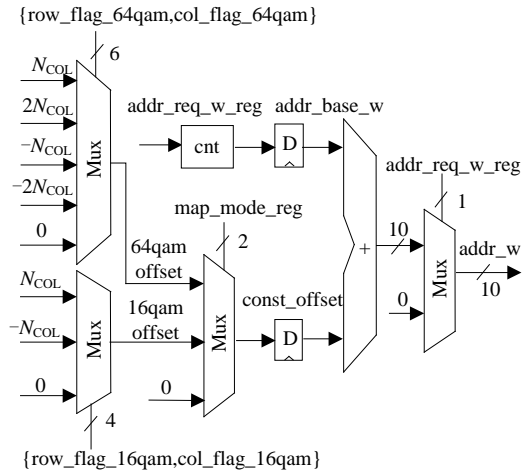 {row_flag_64qam,col_flag_64qam}
6
N_COL
2N_COL
-N_COL
-2N_COL
0
Mux
addr_req_w_reg
addr_base_w
cnt
D
addr_req_w_reg
1
map_mode_reg
2
64qam
offset
+
10
addr_w
10
Mux
0
N_COL
-N_COL
0
Mux
16qam
offset
const_offset
Mux
D
0
4
{row_flag_16qam,col_flag_16qam}